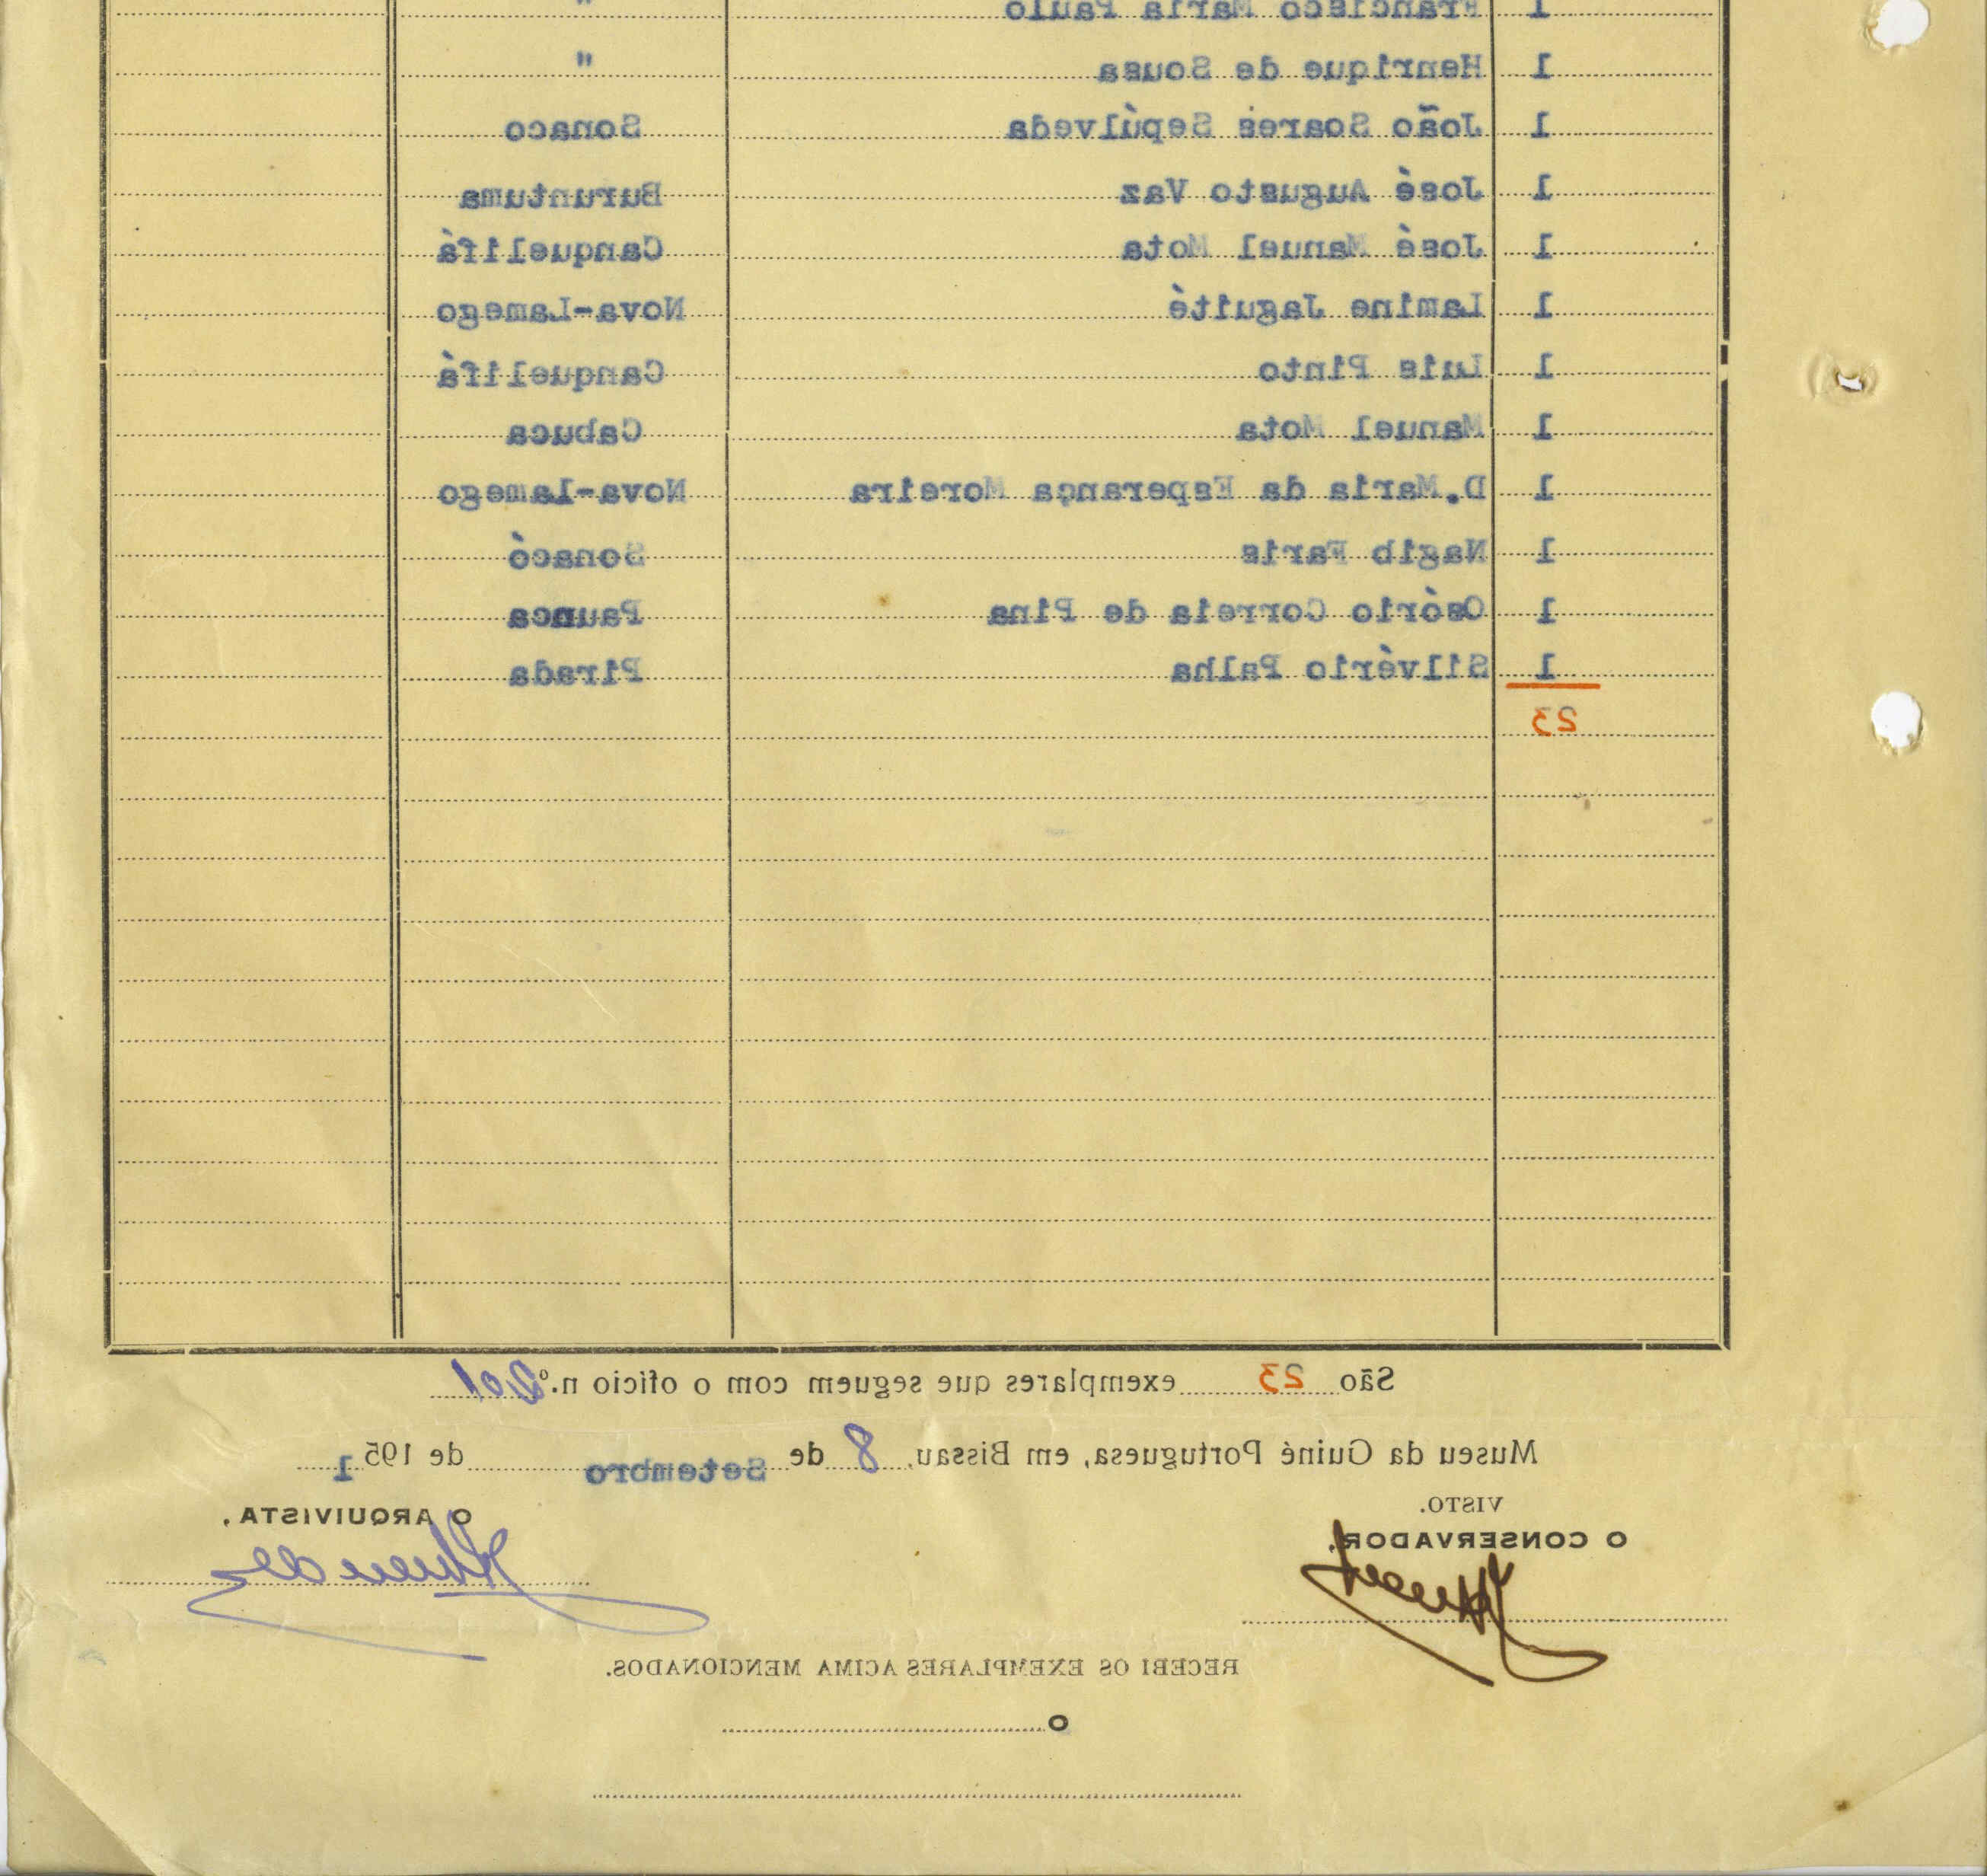 1 Francisco Maria Paulo "
1 Henrique de Sousa "
1 João Soares Sepúlveda Sonaco
1 José Augusto Vaz Buruntuma
1 José Manuel Mota Canquelifá
1 Lamine Jaguité Nova-Lamego
1 Luis Pinto Canquelifá
1 Manuel Mota Cabuca
1 D.Maria da Esperança Moreira Nova-lamego
1 Nagib Faris Sonacó
1 Osório Correia de Pina Paunca
1 Silvério Palha Pirada
23
São 23 exemplares que seguem com o ofício n.º 201
Museu da Guiné Portuguesa, em Bissau, 8 de Setembro de 1951
VISTO.
O CONSERVADOR,
O ARQUIVISTA,
RECEBI OS EXEMPLARES ACIMA MENCIONADOS.
O